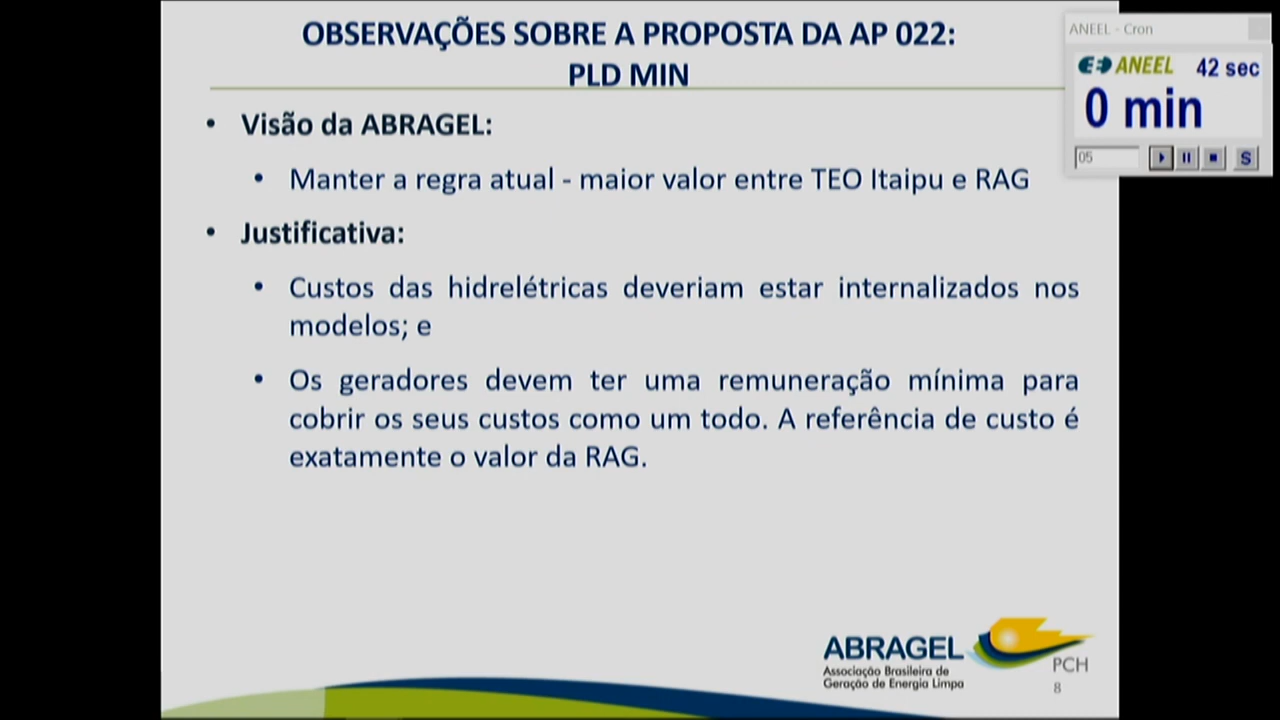 OBSERVAÇÕES SOBRE A PROPOSTA DA AP 022:
PLD MIN
• Visão da ABRAGEL:
• Manter a regra atual - maior valor entre TEO Itaipu e RAG
• Justificativa:
• Custos das hidrelétricas deveriam estar internalizados nos
modelos; e
• Os geradores devem ter uma remuneração mínima para
cobrir os seus custos como um todo. A referência de custo é
exatamente o valor da RAG.
ANEEL - Cron
ANEEL 42 sec
0 min
05
S
ABRAGEL
Associação Brasileira de
Geração de Energia Limpa
PCH
8